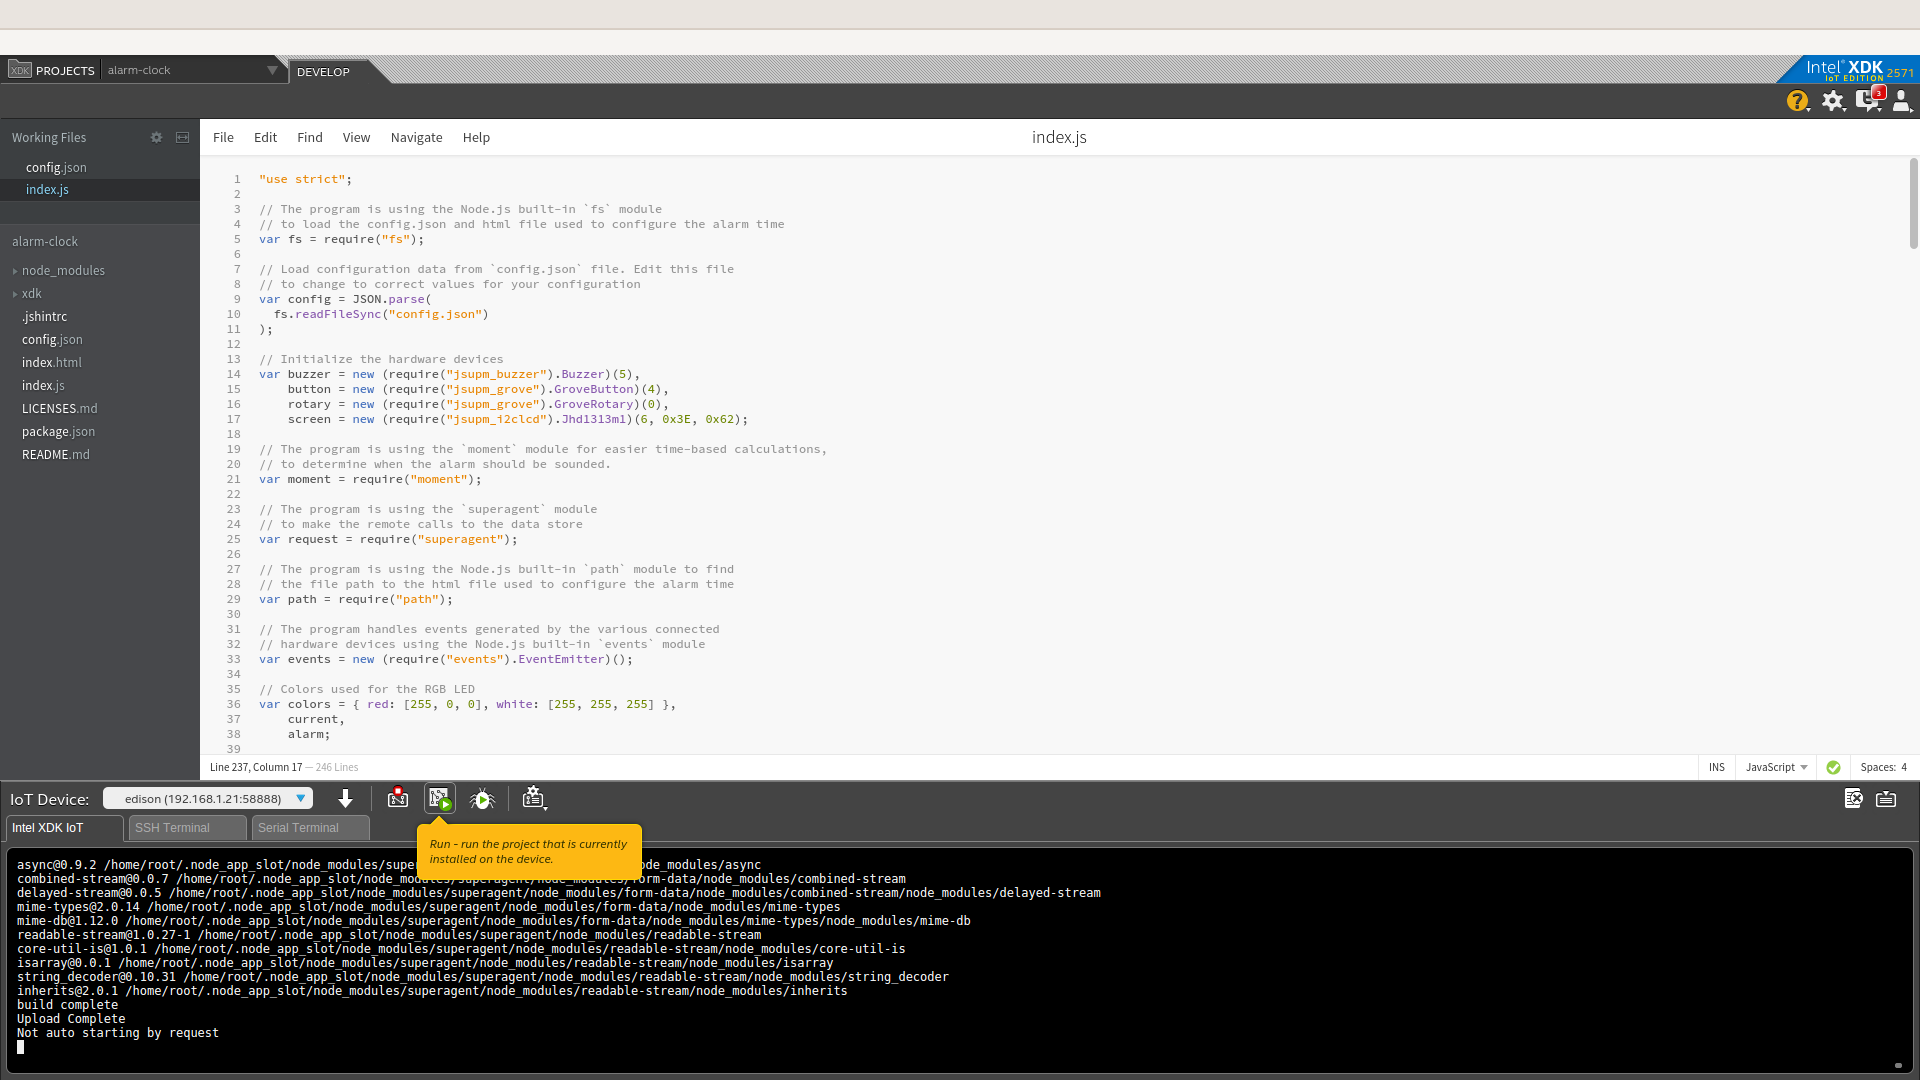 XDK PROJECTS alarm-clock DEVELOP
Intel® XDK
IoT EDITION 2571
? 3
Working Files
config.json
index.js
alarm-clock
node_modules
xdk
.jshintrc
config.json
index.html
index.js
LICENSES.md
package.json
README.md
File Edit Find View Navigate Help index.js
1 "use strict";
2
3 // The program is using the Node.js built-in `fs` module
4 // to load the config.json and html file used to configure the alarm time
5 var fs = require("fs");
6
7 // Load configuration data from `config.json` file. Edit this file
8 // to change to correct values for your configuration
9 var config = JSON.parse(
10   fs.readFileSync("config.json")
11 );
12
13 // Initialize the hardware devices
14 var buzzer = new (require("jsupm_buzzer").Buzzer)(5),
15     button = new (require("jsupm_grove").GroveButton)(4),
16     rotary = new (require("jsupm_grove").GroveRotary)(0),
17     screen = new (require("jsupm_i2clcd").Jhd1313m1)(6, 0x3E, 0x62);
18
19 // The program is using the `moment` module for easier time-based calculations,
20 // to determine when the alarm should be sounded.
21 var moment = require("moment");
22
23 // The program is using the `superagent` module
24 // to make the remote calls to the data store
25 var request = require("superagent");
26
27 // The program is using the Node.js built-in `path` module to find
28 // the file path to the html file used to configure the alarm time
29 var path = require("path");
30
31 // The program handles events generated by the various connected
32 // hardware devices using the Node.js built-in `events` module
33 var events = new (require("events").EventEmitter)();
34
35 // Colors used for the RGB LED
36 var colors = { red: [255, 0, 0], white: [255, 255, 255] },
37     current,
38     alarm;
39
Line 237, Column 17 — 246 Lines INS JavaScript Spaces: 4
IoT Device: edison (192.168.1.21:58888)
Intel XDK IoT SSH Terminal Serial Terminal
Run - run the project that is currently
installed on the device.
async@0.9.2 /home/root/.node_app_slot/node_modules/super ode_modules/async
combined-stream@0.0.7 /home/root/.node_app_slot/node_modules/superagent/node_modules/form-data/node_modules/combined-stream
delayed-stream@0.0.5 /home/root/.node_app_slot/node_modules/superagent/node_modules/form-data/node_modules/combined-stream/node_modules/delayed-stream
mime-types@2.0.14 /home/root/.node_app_slot/node_modules/superagent/node_modules/form-data/node_modules/mime-types
mime-db@1.12.0 /home/root/.node_app_slot/node_modules/superagent/node_modules/form-data/node_modules/mime-types/node_modules/mime-db
readable-stream@1.0.27-1 /home/root/.node_app_slot/node_modules/superagent/node_modules/readable-stream
core-util-is@1.0.1 /home/root/.node_app_slot/node_modules/superagent/node_modules/readable-stream/node_modules/core-util-is
isarray@0.0.1 /home/root/.node_app_slot/node_modules/superagent/node_modules/readable-stream/node_modules/isarray
string_decoder@0.10.31 /home/root/.node_app_slot/node_modules/superagent/node_modules/readable-stream/node_modules/string_decoder
inherits@2.0.1 /home/root/.node_app_slot/node_modules/superagent/node_modules/readable-stream/node_modules/inherits
build complete
Upload Complete
Not auto starting by request